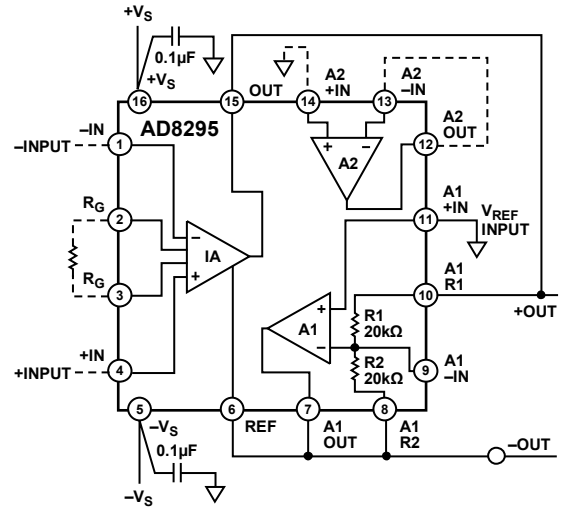 +VS
0.1µF
+VS
OUT
A2
+IN
A2
–IN
16
15
14
13
AD8295
–IN
–INPUT
1
+
–
A2
A2
OUT
12
RG
2
A1
+IN
11
VREF
INPUT
–
IA
+
RG
3
A1
R1
10
+OUT
+
A1
–
R1
20kΩ
R2
20kΩ
+IN
+INPUT
4
9
A1
–IN
5
6
7
8
–VS
REF
A1
OUT
A1
R2
–OUT
0.1µF
–VS